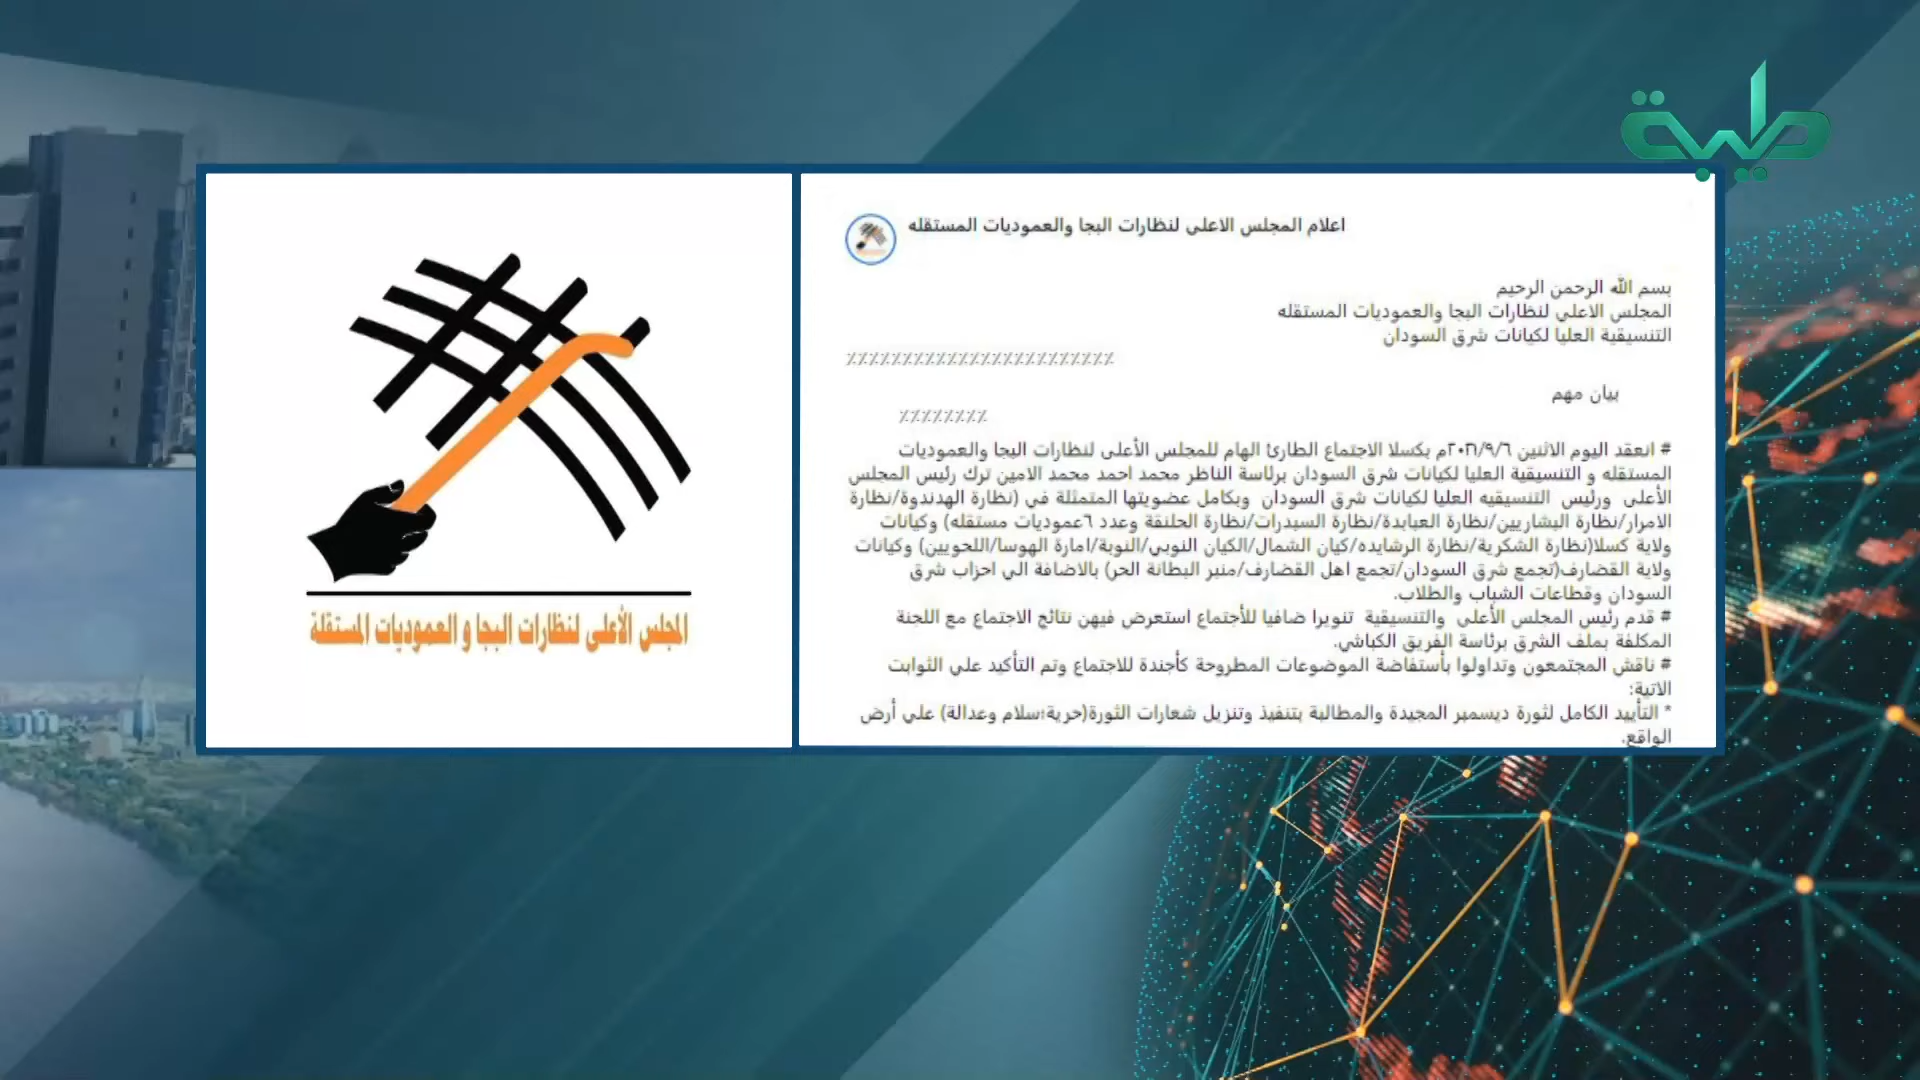 طيبة
المجلس الأعلى لنظارات البجا و العموديات المستقلة
اعلام المجلس الاعلى لنظارات البجا والعموديات المستقله
بسم الله الرحمن الرحيم
المجلس الاعلى لنظارات البجا والعموديات المستقله
التنسيقية العليا لكيانات شرق السودان
٪٪٪٪٪٪٪٪٪٪٪٪٪٪٪٪٪٪٪٪٪٪٪٪
بيان مهم
٪٪٪٪٪٪٪٪
# انعقد اليوم الاثنين ٢٠٢١/٩/٦م بكسلا الاجتماع الطارئ الهام للمجلس الأعلى لنظارات البجا والعموديات
المستقله و التنسيقية العليا لكيانات شرق السودان برئاسة الناظر محمد احمد محمد الامين ترك رئيس المجلس
الأعلى ورئيس التنسيقيه العليا لكيانات شرق السودان وبكامل عضويتها المتمثلة في (نظارة الهدندوة/نظارة
الامرار/نظارة البشاريين/نظارة العبابدة/نظارة السيدرات/نظارة الحلنقة وعدد ٦عموديات مستقله) وكيانات
ولاية كسلا(نظارة الشكرية/نظارة الرشايده/كيان الشمال/الكيان النوبي/النوبة/امارة الهوسا/اللحويين) وكيانات
ولاية القضارف(تجمع شرق السودان/تجمع اهل القضارف/منبر البطانة الحر) بالاضافة الي احزاب شرق
السودان وقطاعات الشباب والطلاب.
# قدم رئيس المجلس الأعلى والتنسيقية تنويرا ضافيا للأجتماع استعرض فيهن نتائج الاجتماع مع اللجنة
المكلفة بملف الشرق برئاسة الفريق الكباشي.
# ناقش المجتمعون وتداولوا بأستفاضة الموضوعات المطروحة كأجندة للاجتماع وتم التأكيد علي الثوابت
الاتية:
* التأييد الكامل لثورة ديسمبر المجيدة والمطالبة بتنفيذ وتنزيل شعارات الثورة(حرية؛سلام وعدالة) علي أرض
الواقع.